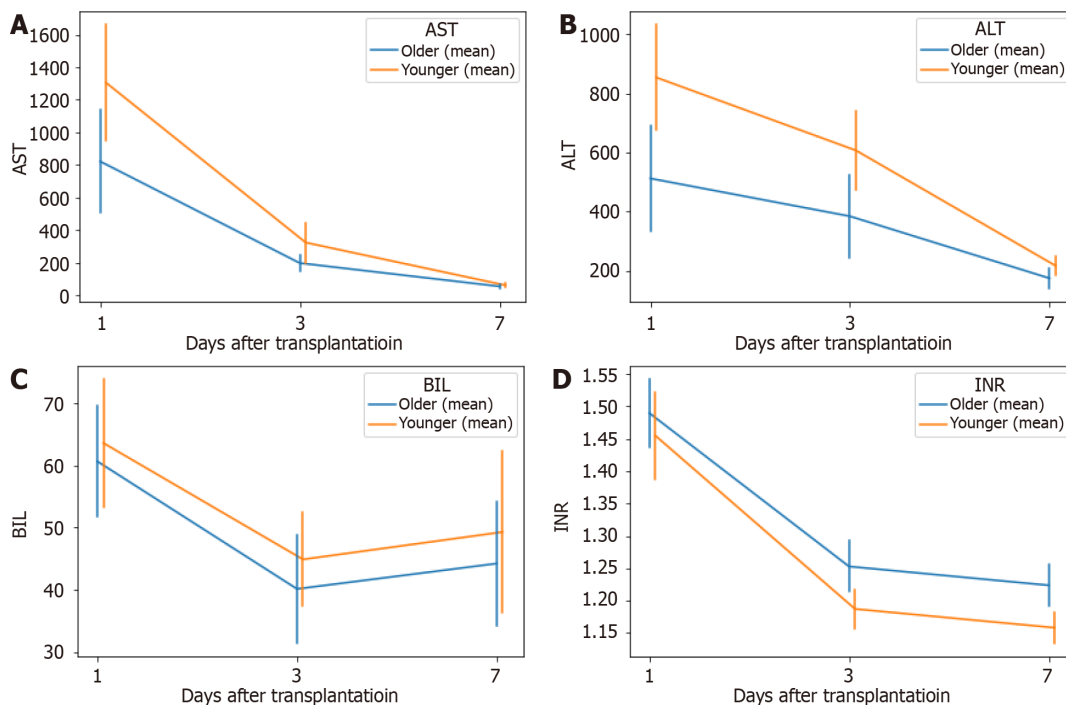 A
AST
Older (mean)
Younger (mean)
1600
1400
1200
1000
800
600
400
200
0
AST
1 3 7
Days after transplantatioin
B
ALT
Older (mean)
Younger (mean)
1000
800
600
400
200
ALT
1 3 7
Days after transplantatioin
C
BIL
Older (mean)
Younger (mean)
70
60
50
40
30
BIL
1 3 7
Days after transplantatioin
D
INR
Older (mean)
Younger (mean)
1.55
1.50
1.45
1.40
1.35
1.30
1.25
1.20
1.15
INR
1 3 7
Days after transplantatioin